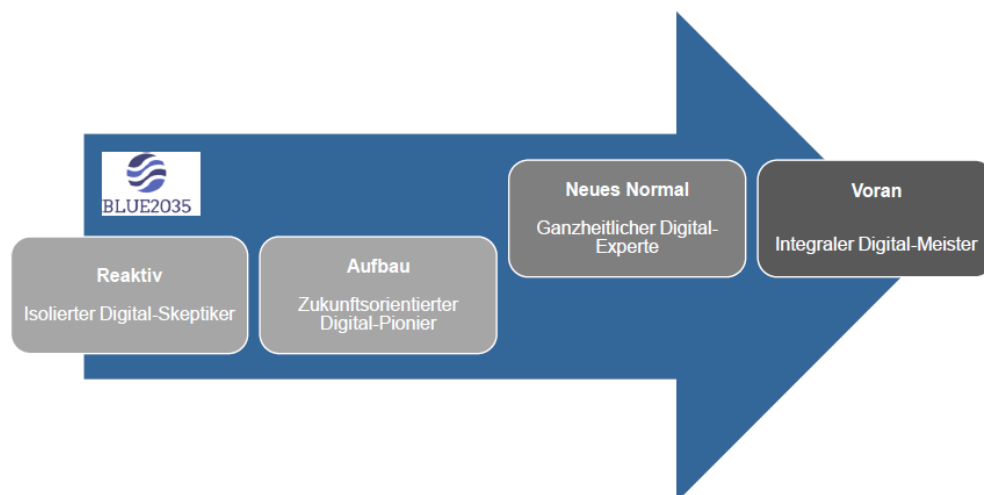 BLUE2035
Reaktiv
Isolierter Digital-Skeptiker
Aufbau
Zukunftsorientierter
Digital-Pionier
Neues Normal
Ganzheitlicher Digital-
Experte
Voran
Integraler Digital-Meister